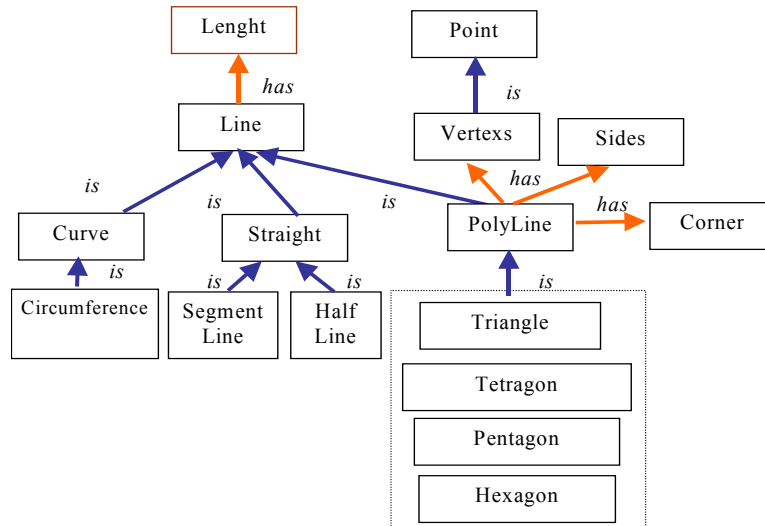 Lenght
Point
has
is
Line
Vertexs
Sides
is
is
is
has
has
Curve
Straight
PolyLine
Corner
is
is
is
is
Circumference
Segment
Line
Half
Line
Triangle
Tetragon
Pentagon
Hexagon